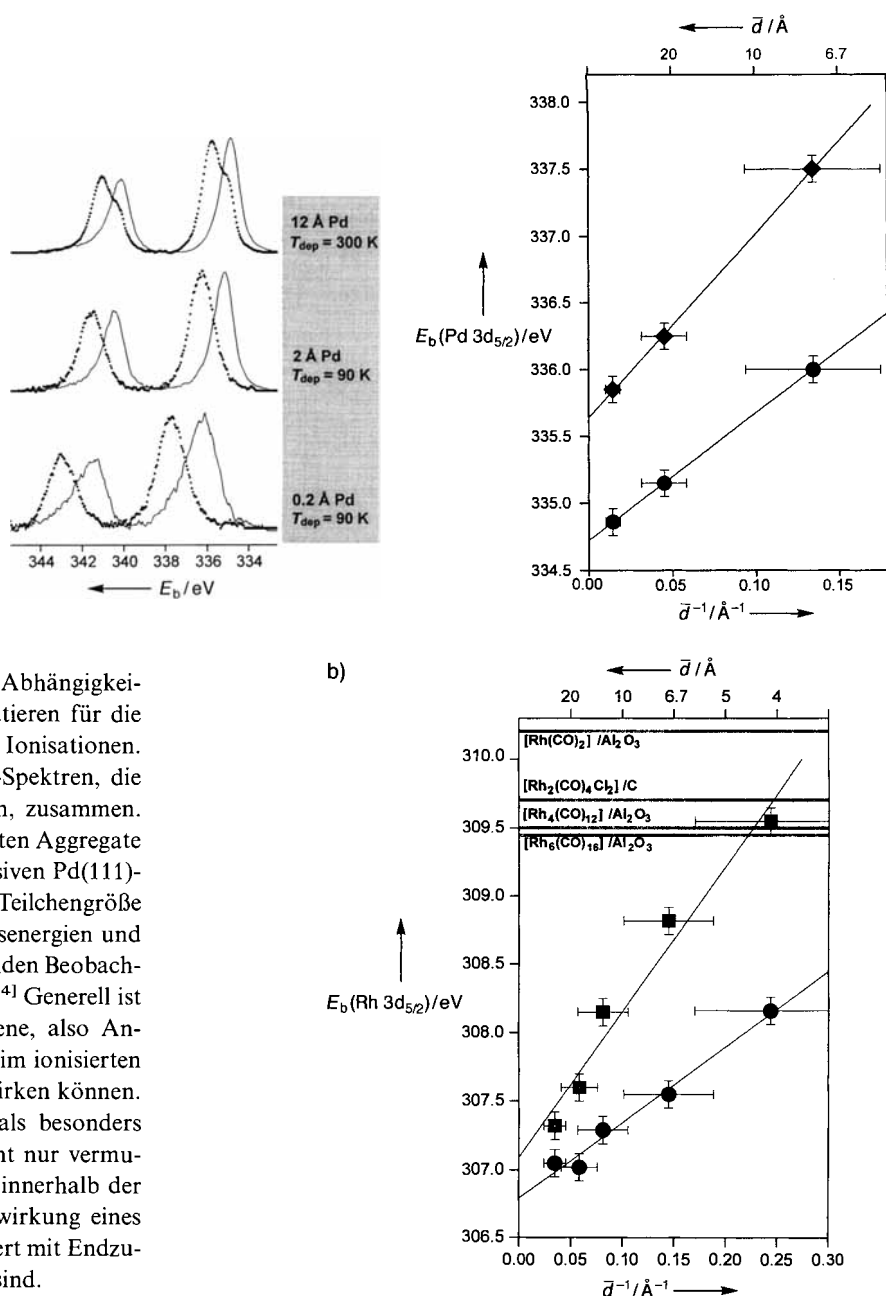 12 Å Pd
T_dep = 300 K
2 Å Pd
T_dep = 90 K
0.2 Å Pd
T_dep = 90 K
344 342 340 338 336 334
← E_b/eV
← d̅/Å
20 10 6.7
338.0
337.5
337.0
336.5
E_b(Pd 3d_5/2)/eV
336.0
335.5
335.0
334.5
0.00 0.05 0.10 0.15
d̅⁻¹/Å⁻¹ →
Abhängigkei-
tieren für die
Ionisationen.
-Spektren, die
n, zusammen.
ten Aggregate
siven Pd(111)-
Teilchengröße
senergien und
den Beobach-
4] Generell ist
ene, also An-
im ionisierten
irken können.
als besonders
nt nur vermu-
innerhalb der
wirkung eines
ert mit Endzu-
sind.
b)
← d̅/Å
20 10 6.7 5 4
[Rh(CO)₂] /Al₂O₃
310.0
[Rh₂(CO)₄Cl₂] /C
[Rh₄(CO)₁₂] /Al₂O₃
309.5
[Rh₆(CO)₁₆] /Al₂O₃
309.0
308.5
E_b(Rh 3d_5/2)/eV
308.0
307.5
307.0
306.5
0.00 0.05 0.10 0.15 0.20 0.25 0.30
d̅⁻¹/Å⁻¹ →